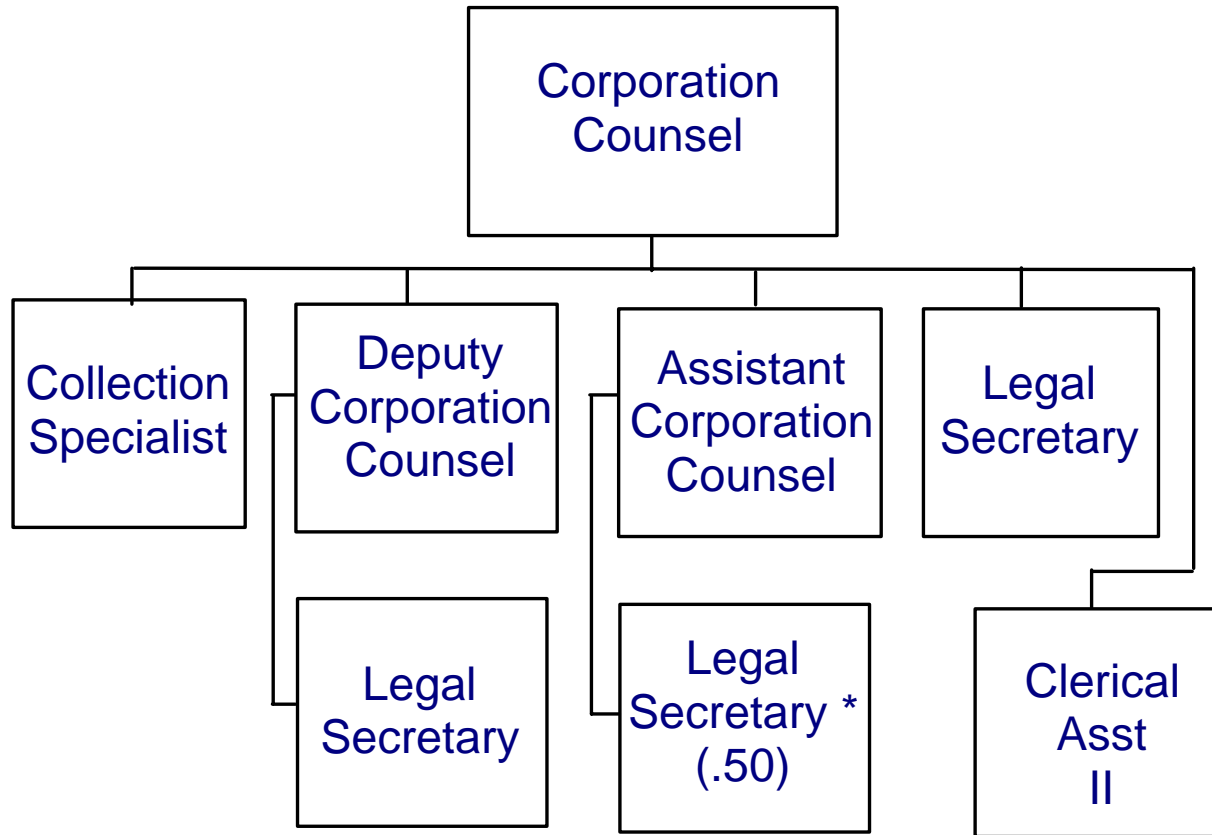 Corporation
Counsel
Collection
Specialist
Deputy
Corporation
Counsel
Assistant
Corporation
Counsel
Legal
Secretary
Legal
Secretary
Legal
Secretary *
(.50)
Clerical
Asst
II